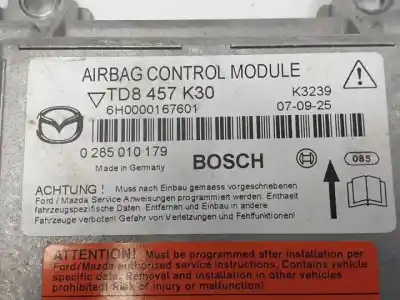 AIRBAG CONTROL MODULE
TD8 457 K30
K3239
6H0000167601
07-09-25
0 285 010 179
BOSCH
085
Made in Germany
ACHTUNG ! Muss nach Einbau gemaess vorgeschriebenen
Ford / Mazda Service Anweisungen programmiert werden. Enthaelt
fahrzeugspezifische Daten. Entfernen und Einbau in andere
Fahrzeuge verboten! Gefahr von Verletzungen und Fehlfunktionen!
ATTENTION! Must be programmed after installation per
Ford/Mazda authorized service instructions. Contains vehicle
specific data. Removal and installation in other vehicles
prohibited! Risk of injury or malfunction!